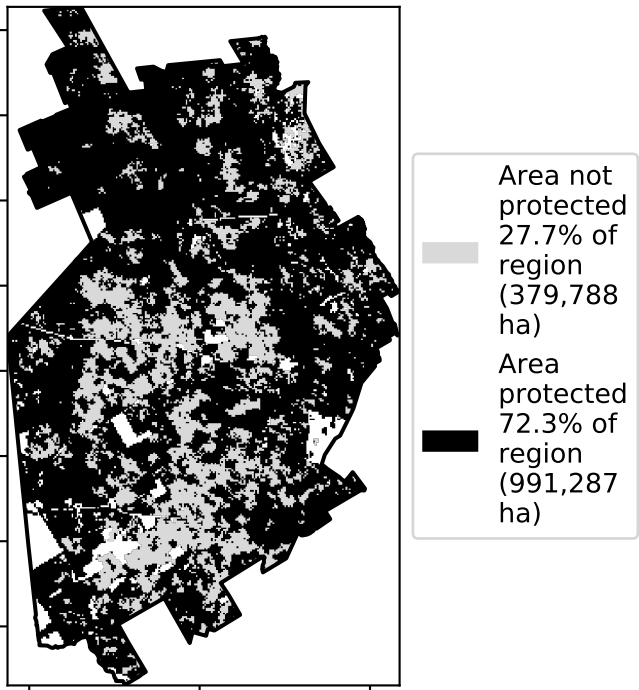 Area not
protected
27.7% of
region
(379,788
ha)
Area
protected
72.3% of
region
(991,287
ha)